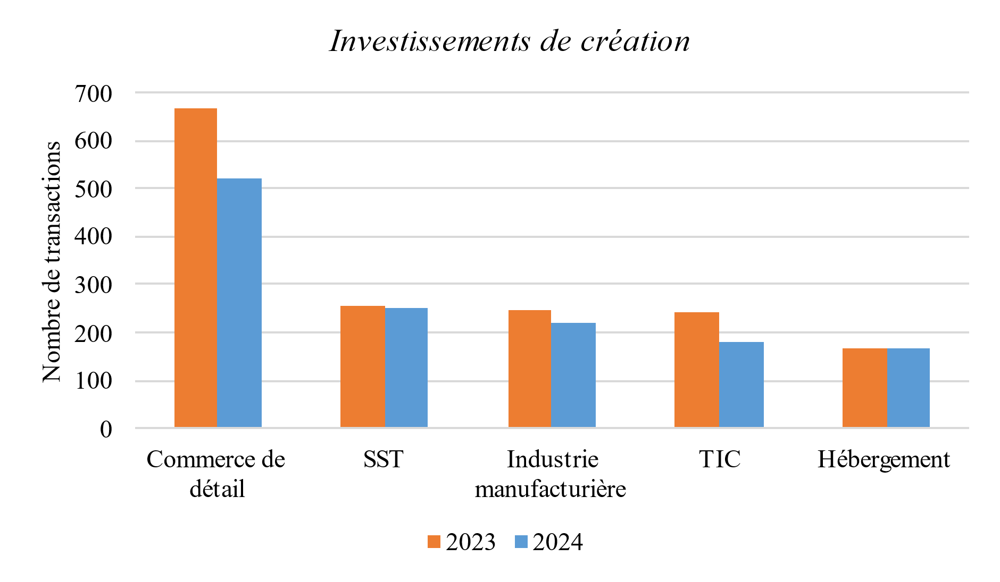 Investissements de création
Nombre de transactions
700
600
500
400
300
200
100
0
Commerce de
détail
SST
Industrie
manufacturière
TIC
Hébergement
2023
2024